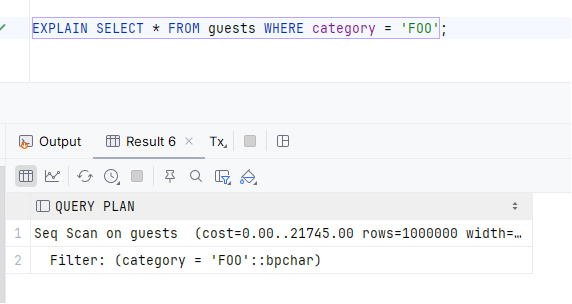 EXPLAIN SELECT * FROM guests WHERE category = 'FOO';
Output
Result 6
Tx
QUERY PLAN
1 Seq Scan on guests (cost=0.00..21745.00 rows=1000000 width=…
2 Filter: (category = 'FOO'::bpchar)